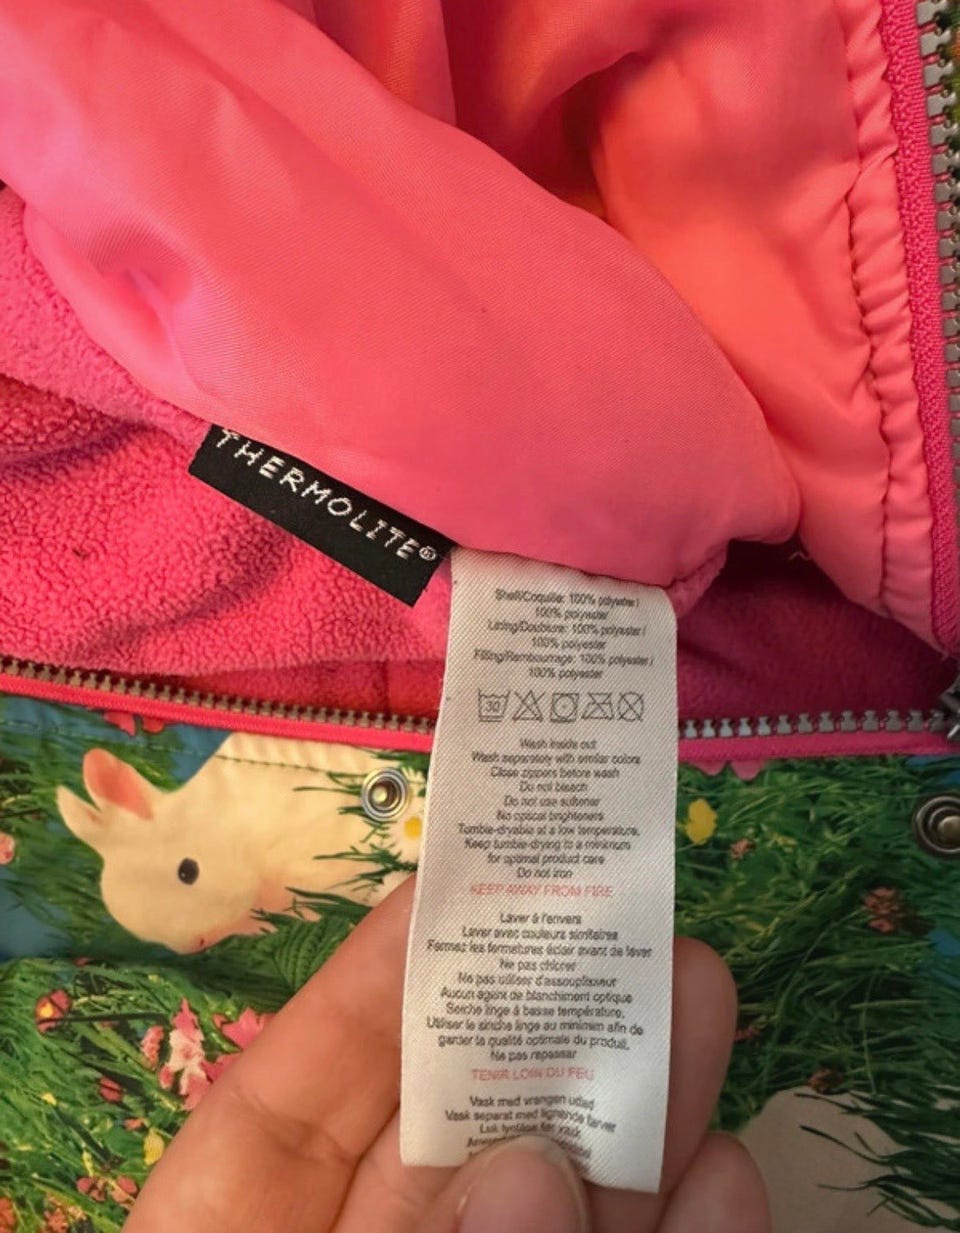 THERMOLITE®
Shell/Coquille: 100% polyester /
100% polyester
Lining/Doublure: 100% polyester /
100% polyester
Filling/Rembourrage: 100% polyester /
100% polyester
30
Wash inside out
Wash separately with similar colors
Close zippers before wash
Do not bleach
Do not use softener
No optical brighteners
Tumble-dryable at a low temperature.
Keep tumble-drying to a minimum
for optimal product care
Do not iron
KEEP AWAY FROM FIRE
Laver à l'envers
Laver avec couleurs similaires
Fermez les fermetures éclair avant de laver
Ne pas chlorer
Ne pas utiliser d'assouplisseur
Aucun agent de blanchiment optique
Sèche linge à basse température.
Utiliser le sèche linge au minimum afin de
garder la qualité optimale du produit.
Ne pas repasser
TENIR LOIN DU FEU
Vask med vrangen udad
Vask separat med lignende farver
Luk lynlåse før vask